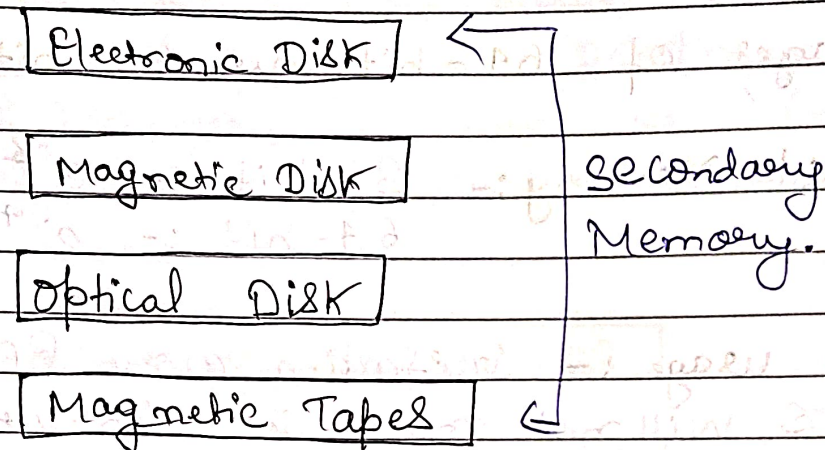 Electronic Disk
Magnetic Disk
Secondary
Memory.
Optical Disk
Magnetic Tapes